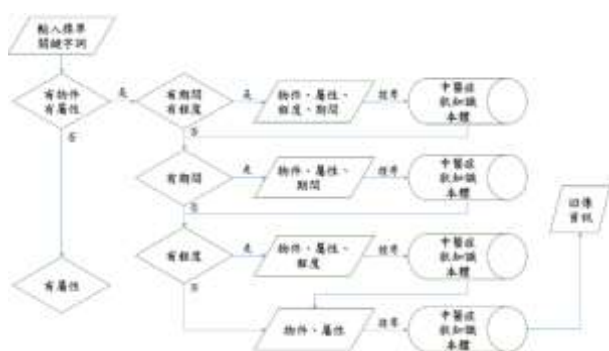 輸入標準
關鍵字詞
有物件
有屬性
是
有期間
有程度
是
物件、屬性、
程度、期間
搜尋
中醫症
狀知識
本體
否
否
有期間
是
物件、屬性、
期間
搜尋
中醫症
狀知識
本體
否
有程度
是
物件、屬性、
程度
搜尋
中醫症
狀知識
本體
否
有屬性
物件、屬性
搜尋
中醫症
狀知識
本體
回傳
資訊